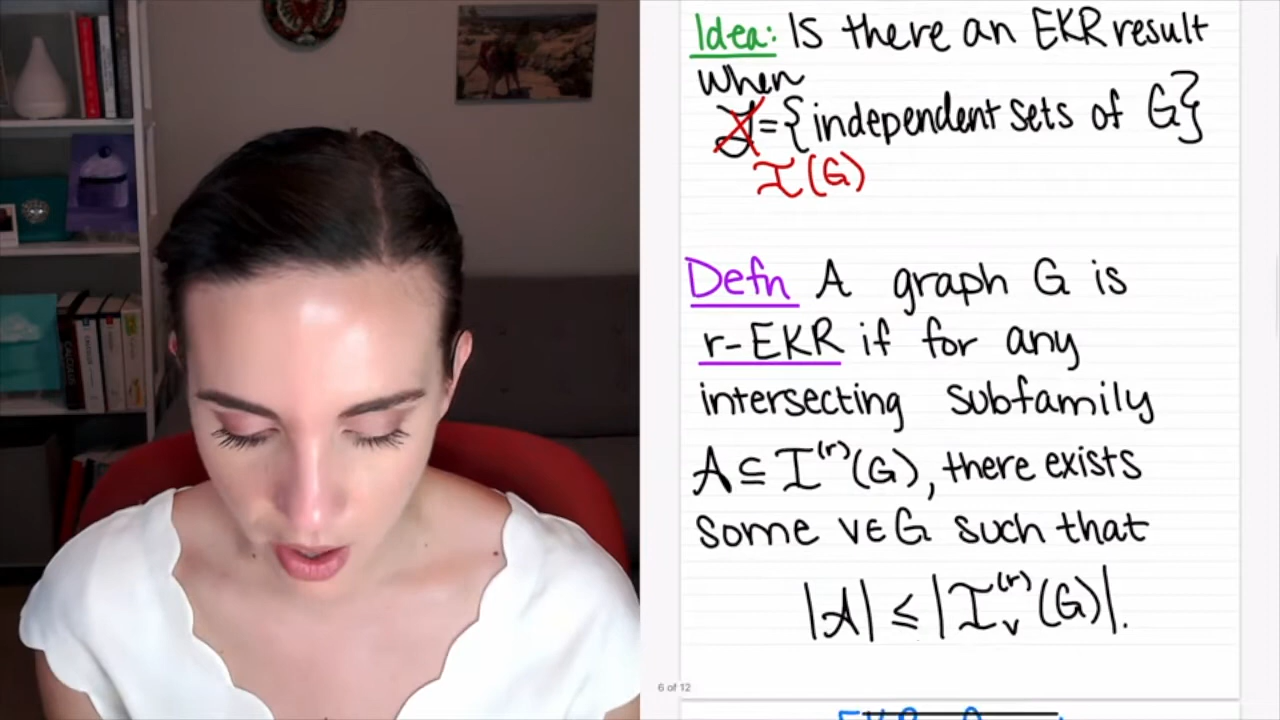 Idea: Is there an EKR result
When
I = {independent sets of G}
I(G)
Defn A graph G is
r-EKR if for any
intersecting subfamily
A ⊆ I^(r)(G), there exists
some v∈G such that
|A| ≤ |I_v^(r)(G)|.
6 of 12